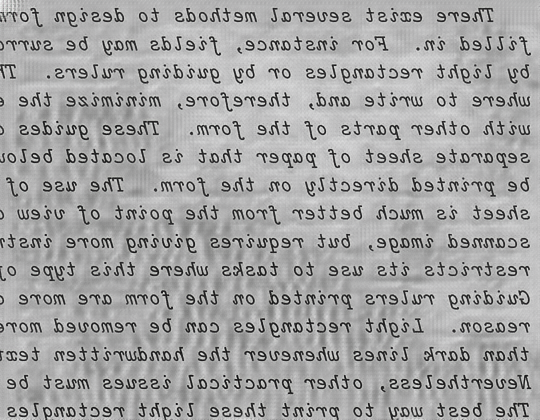 There exist several methods to design
filled in. For instance, fields may be
by light rectangles or by guiding rulers.
where to write and, therefore, minimize the
with other parts of the form. These guides
separate sheet of paper that is located
be printed directly on the form. The use of
sheet is much better from the point of view
scanned image, but requires giving more
restricts its use to tasks where this type of
Guiding rulers printed on the form are more
reason. Light rectangles can be removed more
than dark lines whenever the handwritten text
Nevertheless, other practical issues must be
The best way to print these light rectangles